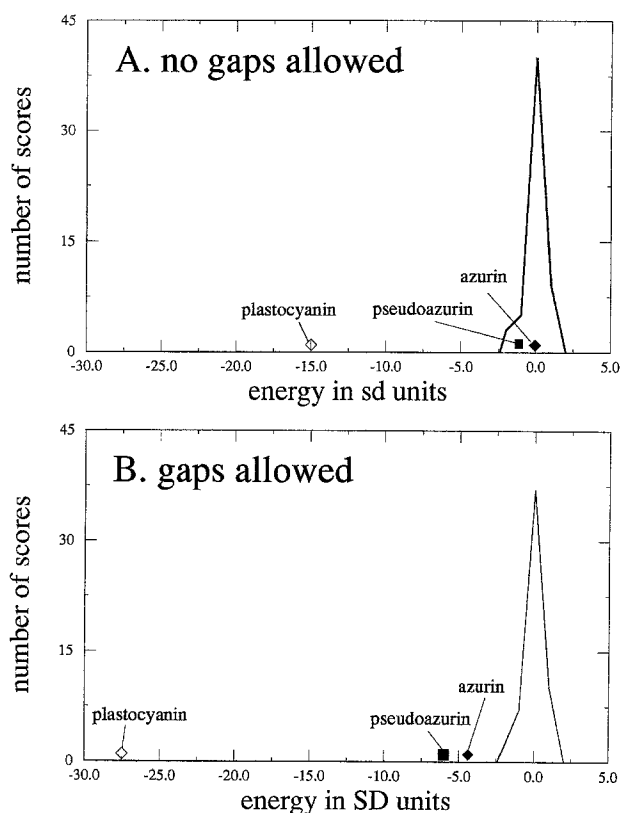 45
A. no gaps allowed
30
number of scores
15
azurin
plastocyanin
pseudoazurin
0
-30.0 -25.0 -20.0 -15.0 -10.0 -5.0 0.0 5.0
energy in sd units
45
B. gaps allowed
30
number of scores
15
azurin
plastocyanin
pseudoazurin
0
-30.0 -25.0 -20.0 -15.0 -10.0 -5.0 0.0 5.0
energy in SD units